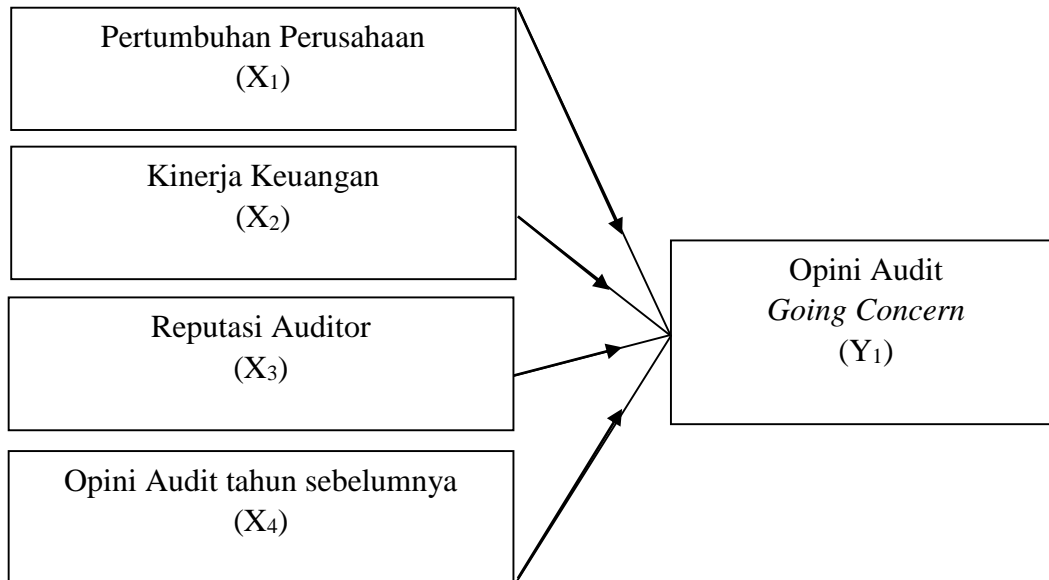 Pertumbuhan Perusahaan
(X₁)
Kinerja Keuangan
(X₂)
Reputasi Auditor
(X₃)
Opini Audit tahun sebelumnya
(X₄)
Opini Audit
Going Concern
(Y₁)